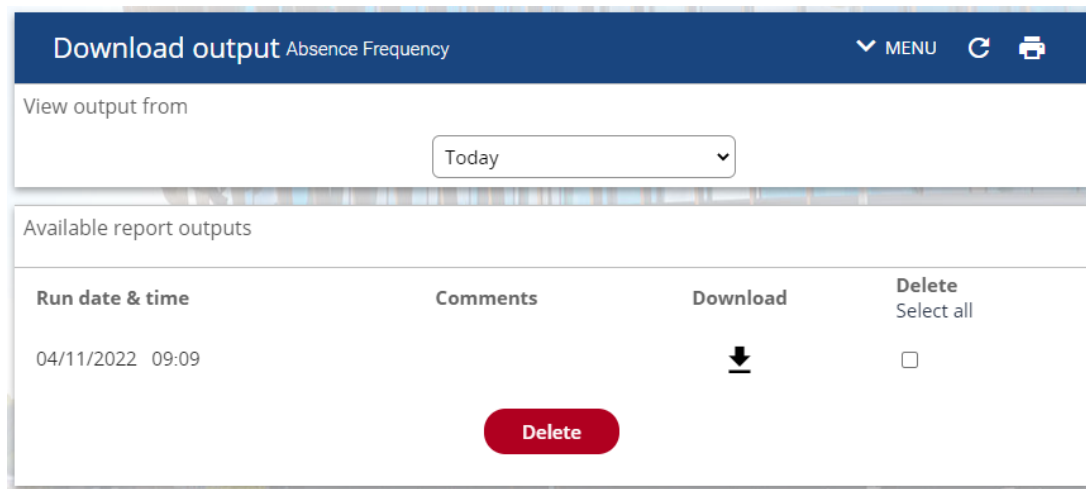 Download output Absence Frequency MENU
View output from
Today
Available report outputs
Run date & time Comments Download Delete
Select all
04/11/2022 09:09
Delete